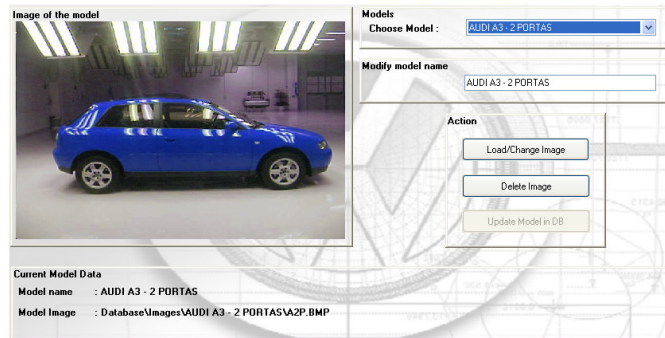 Image of the model
Models
Choose Model :
AUDI A3 - 2 PORTAS
Modify model name
AUDI A3 - 2 PORTAS
Action
Load/Change Image
Delete Image
Update Model in DB
Current Model Data
Model name : AUDI A3 - 2 PORTAS
Model Image : Database\Images\AUDI A3 - 2 PORTAS\A2P.BMP